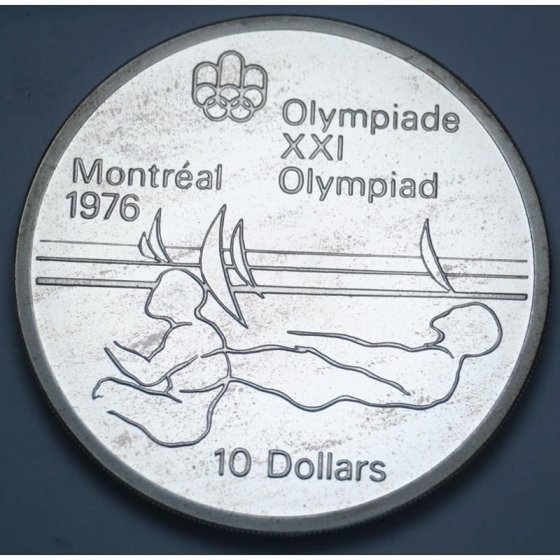 Olympiade
XXI
Olympiad
Montréal
1976
10 Dollars